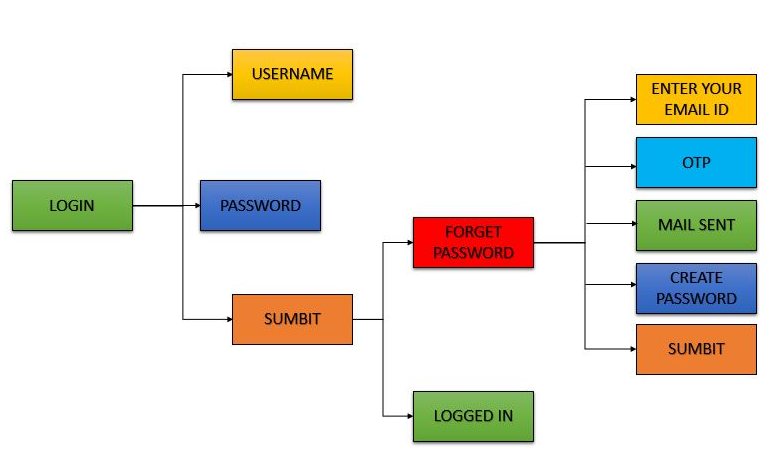 USERNAME
LOGIN
PASSWORD
SUMBIT
FORGET
PASSWORD
LOGGED IN
ENTER YOUR
EMAIL ID
OTP
MAIL SENT
CREATE
PASSWORD
SUMBIT